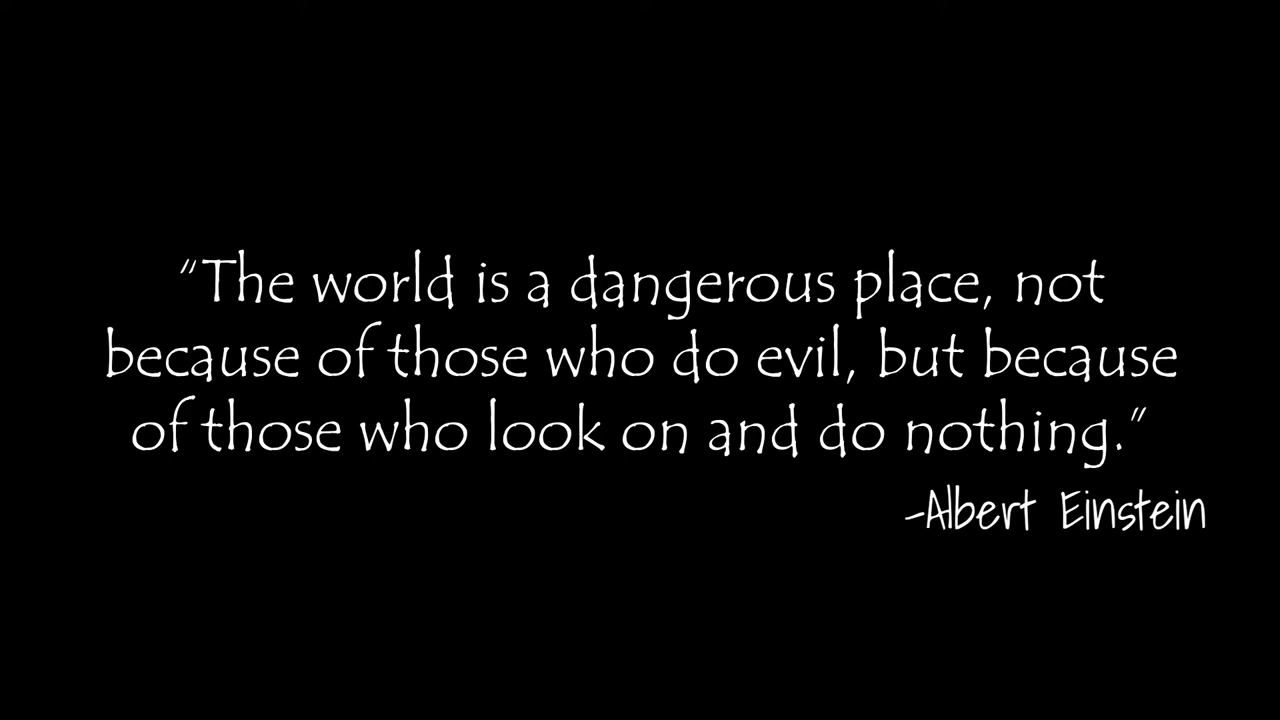 “The world is a dangerous place, not
because of those who do evil, but because
of those who look on and do nothing.”
-Albert Einstein